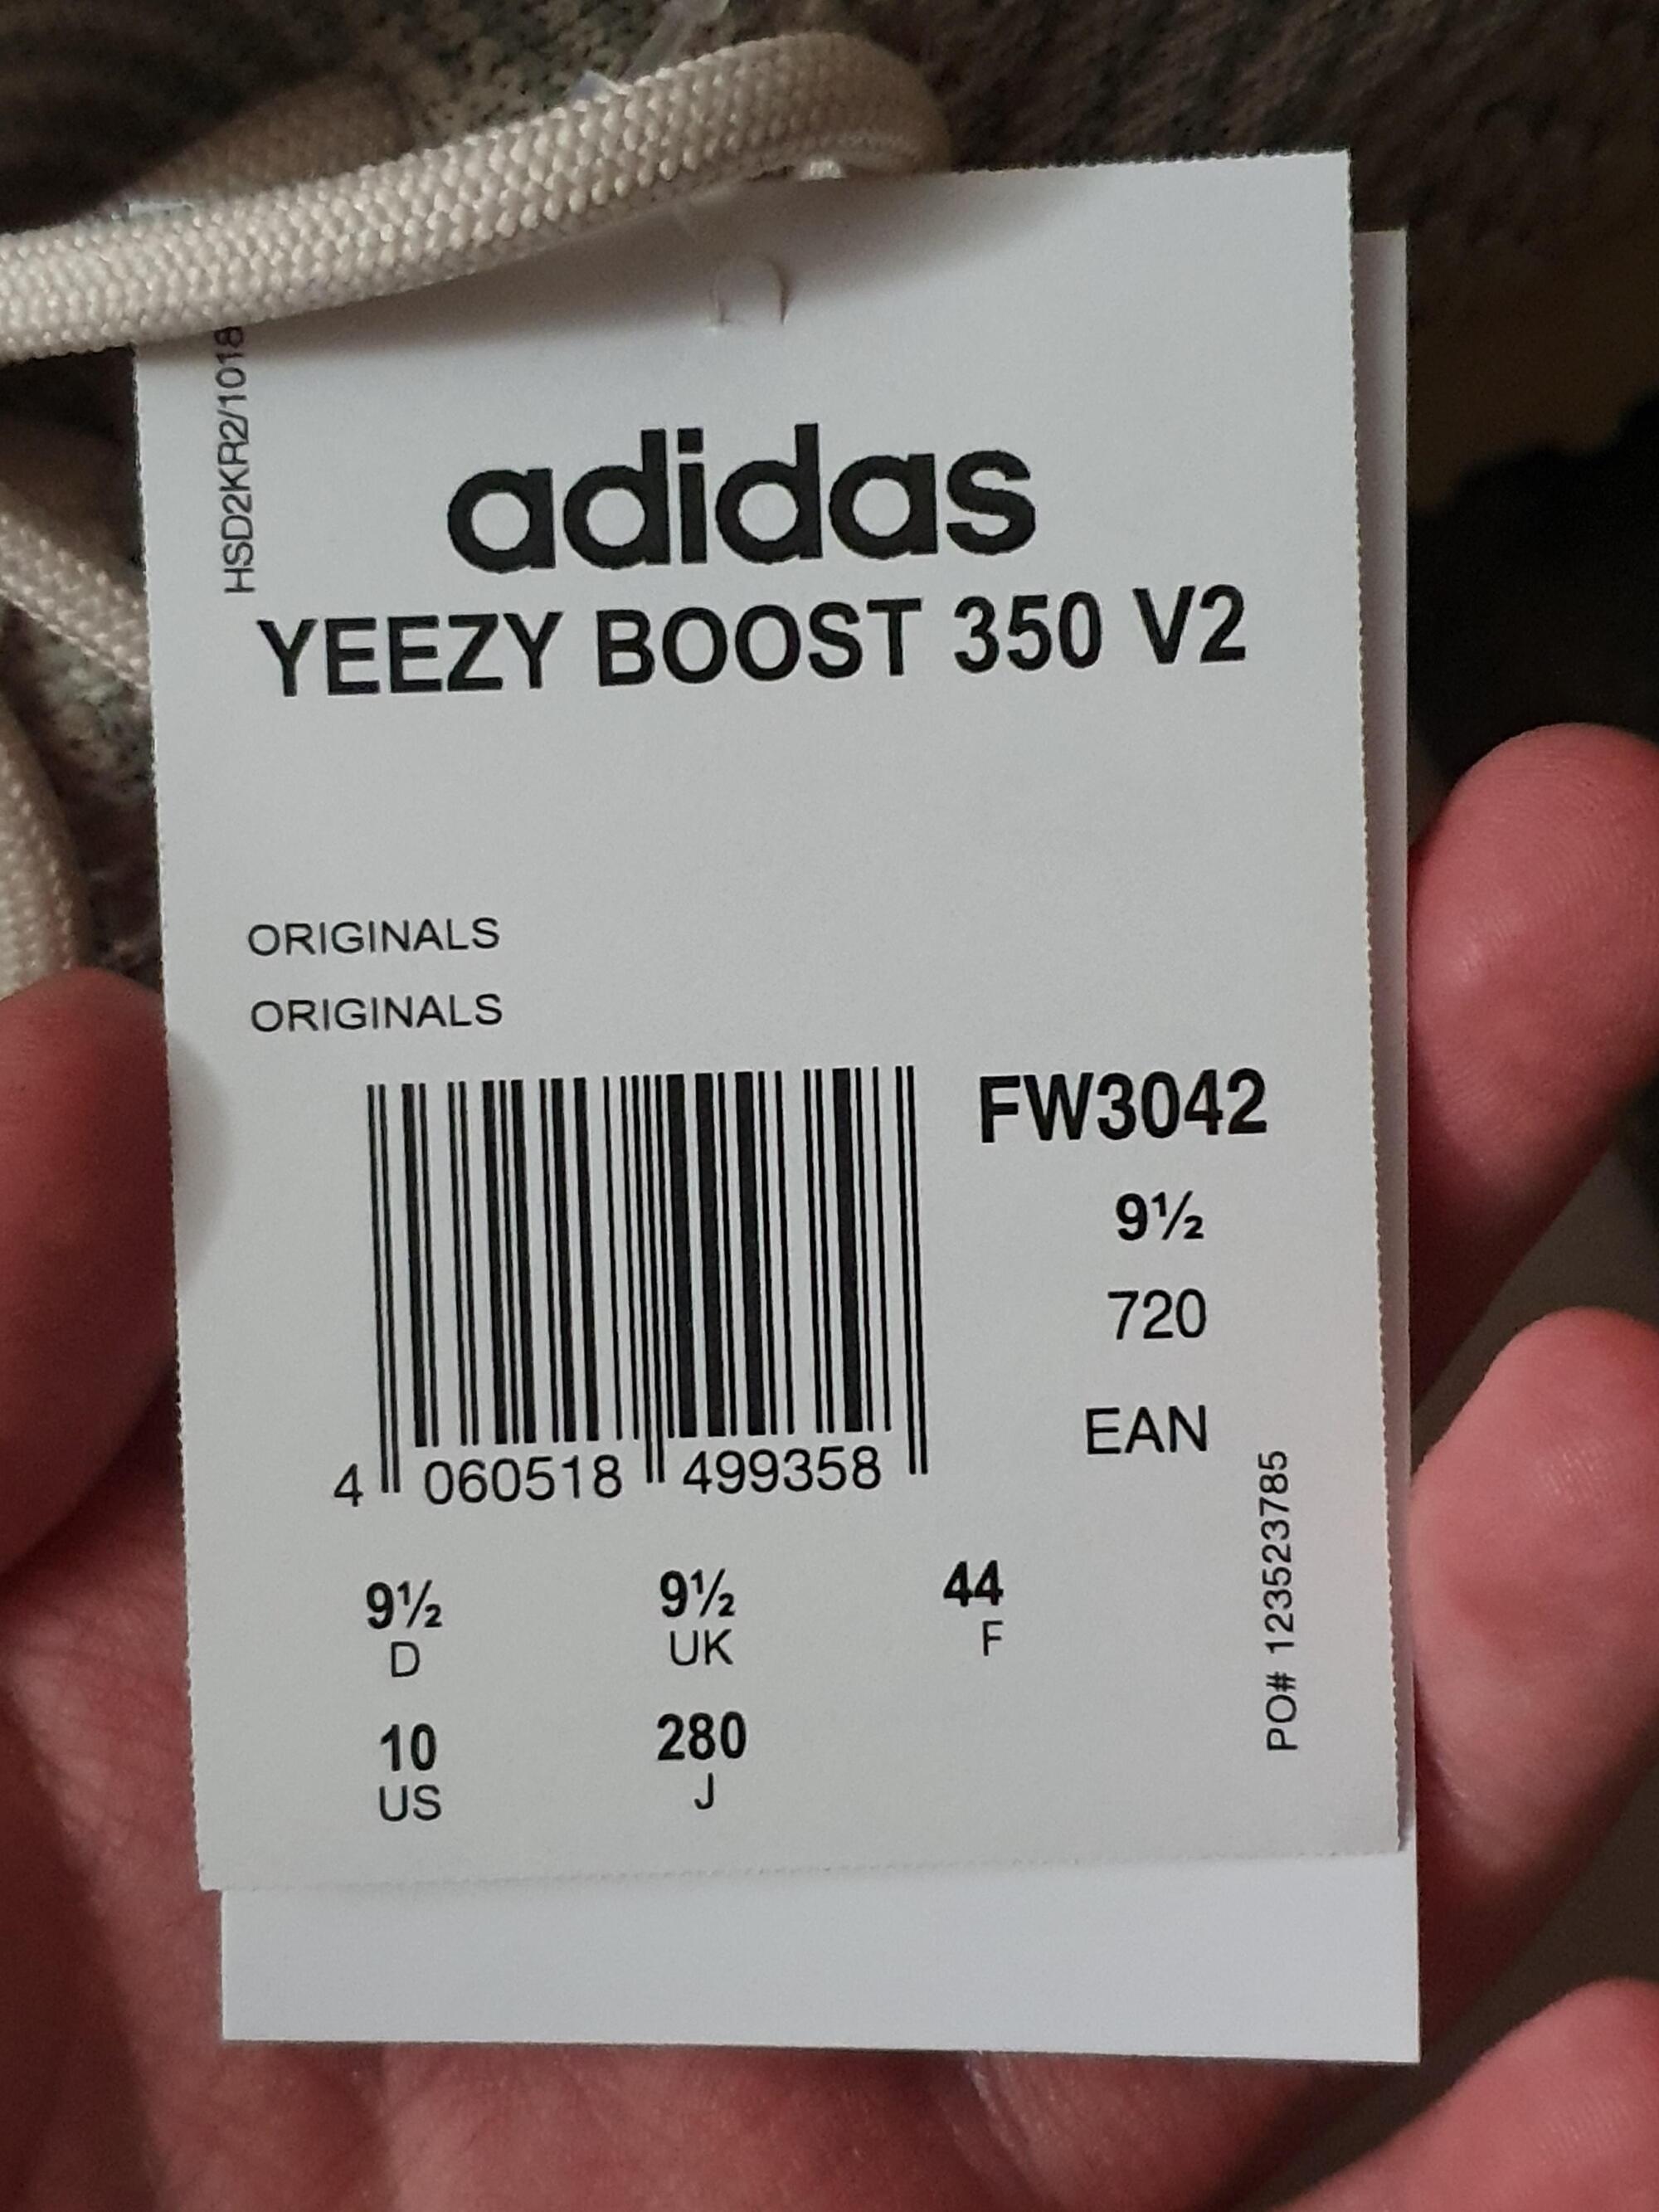 HSD2KR2/1018
adidas
YEEZY BOOST 350 V2
ORIGINALS
ORIGINALS
FW3042
9½
720
EAN
4 060518 499358
PO# 123523785
9½ 9½ 44
D UK F
10 280
US J